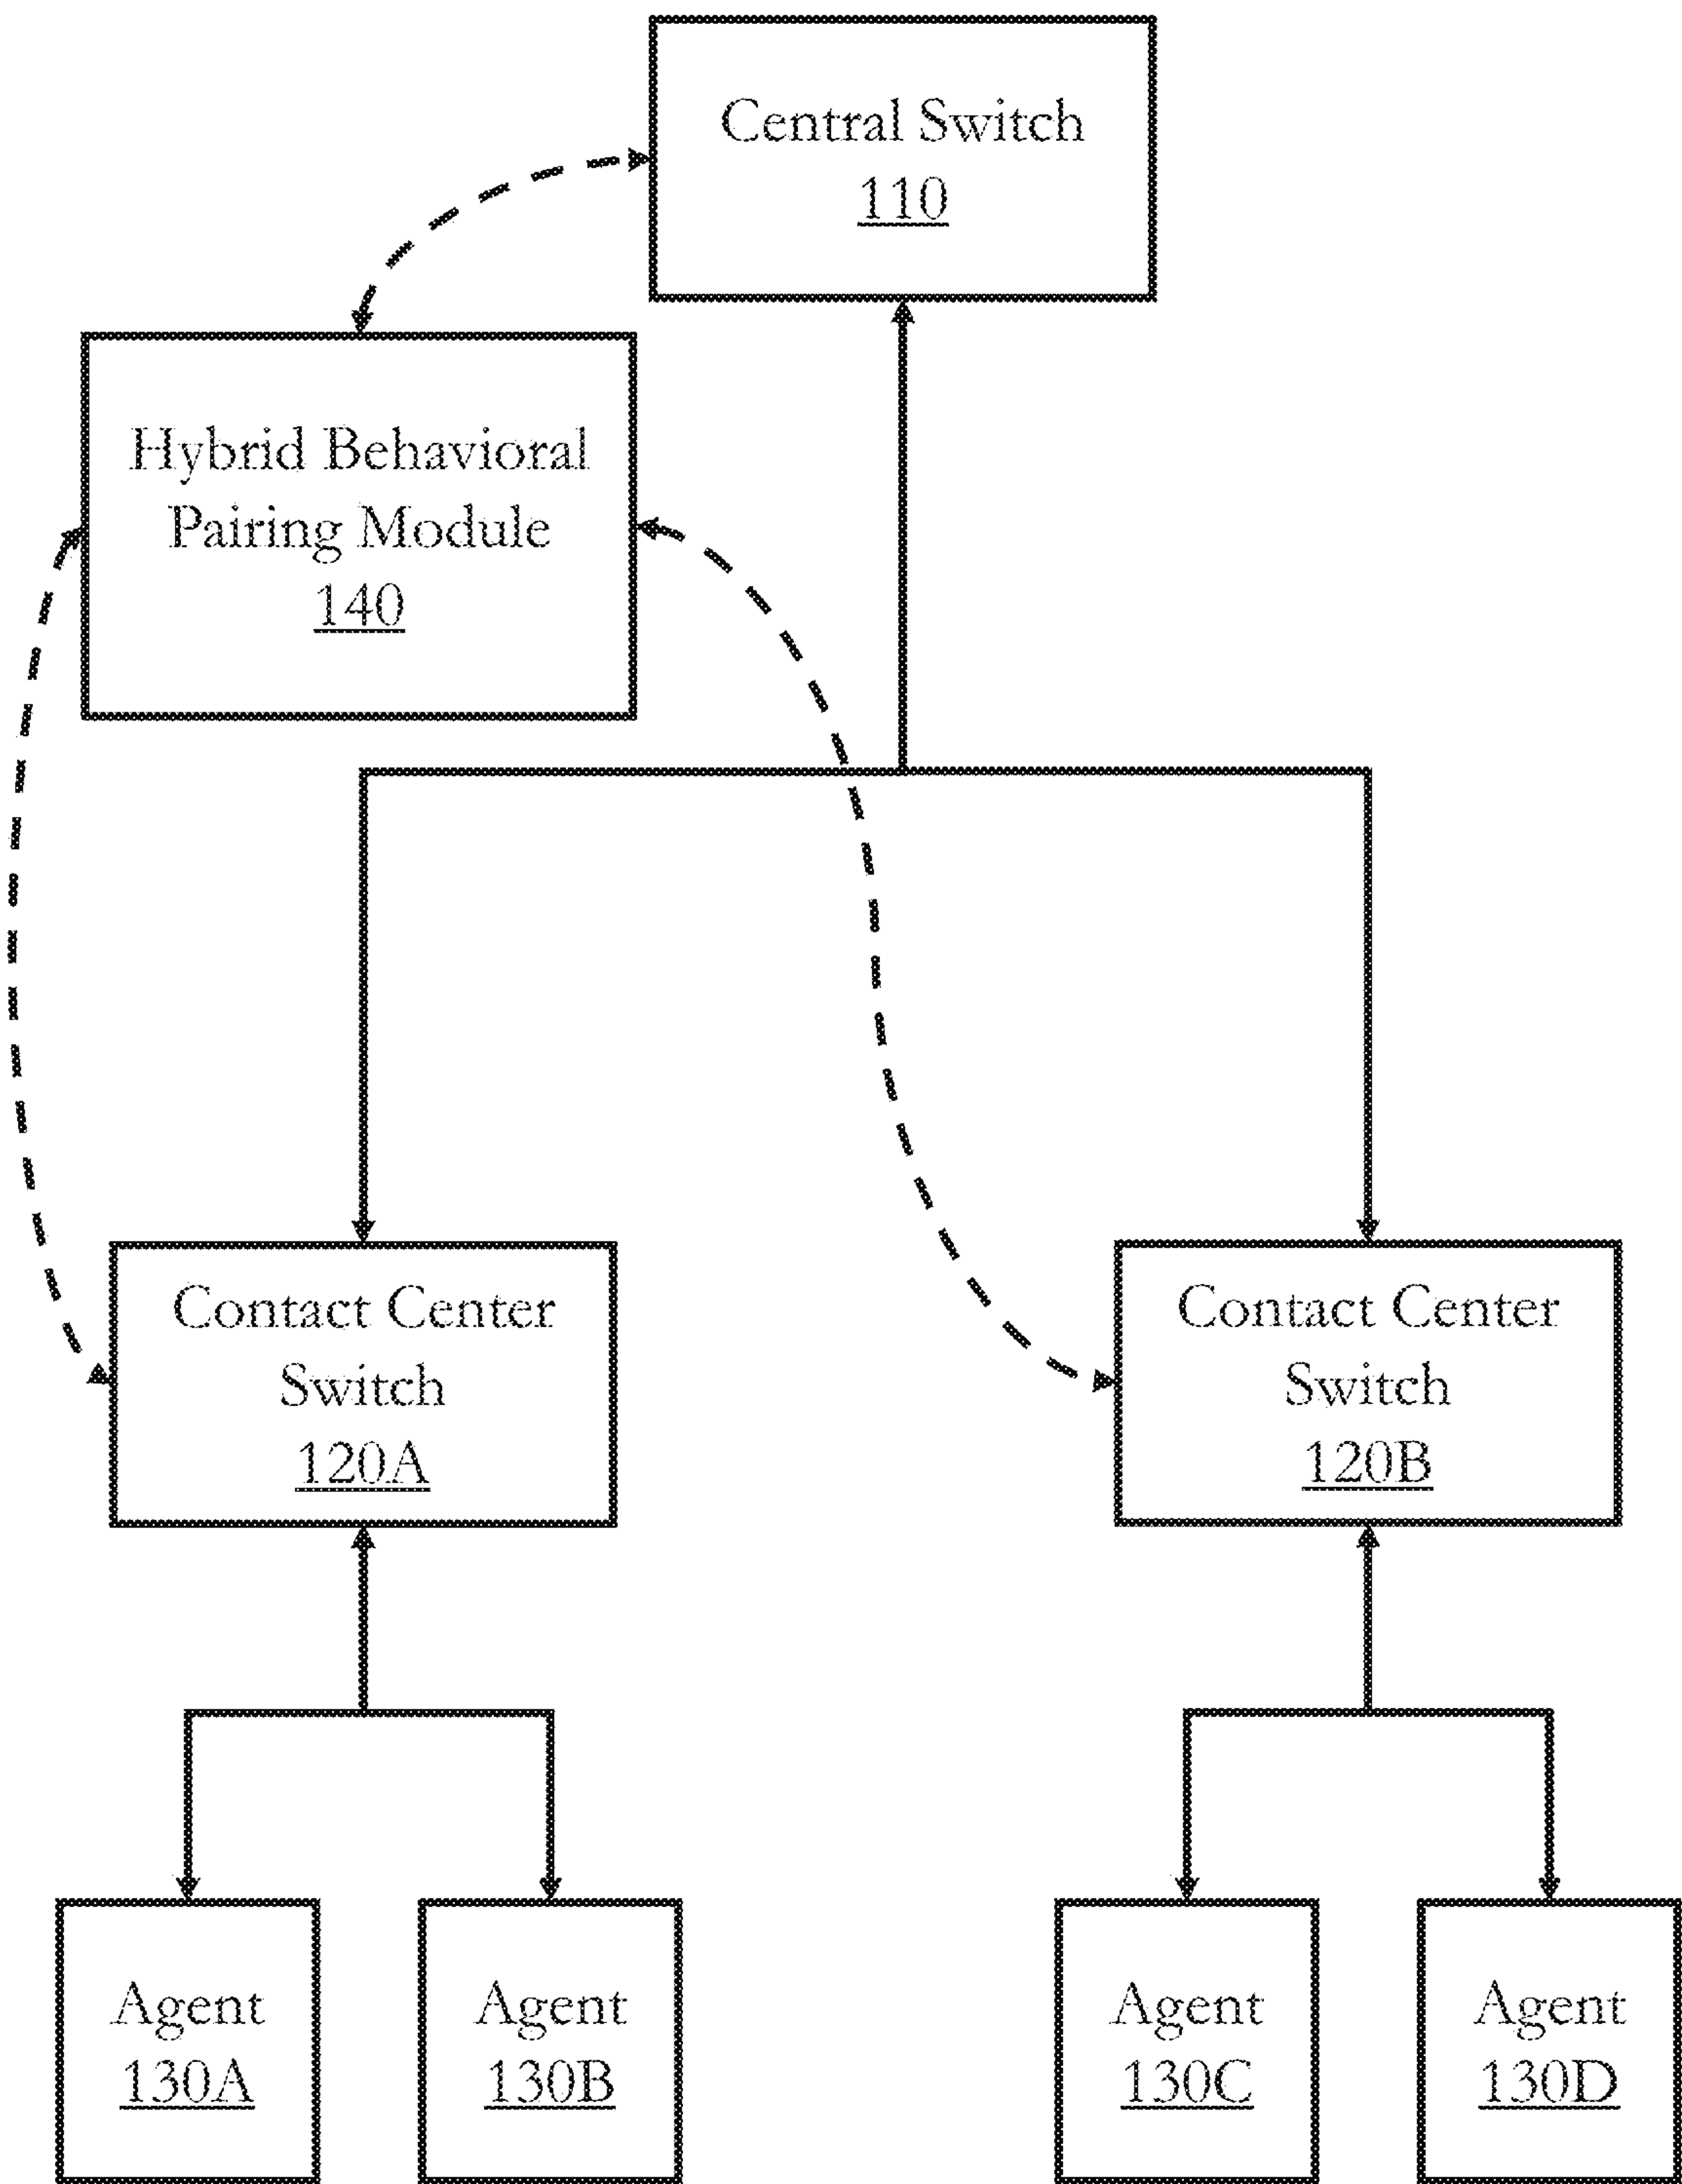 Central Switch
110
Hybrid Behavioral
Pairing Module
140
Contact Center
Switch
120A
Contact Center
Switch
120B
Agent
130A
Agent
130B
Agent
130C
Agent
130D